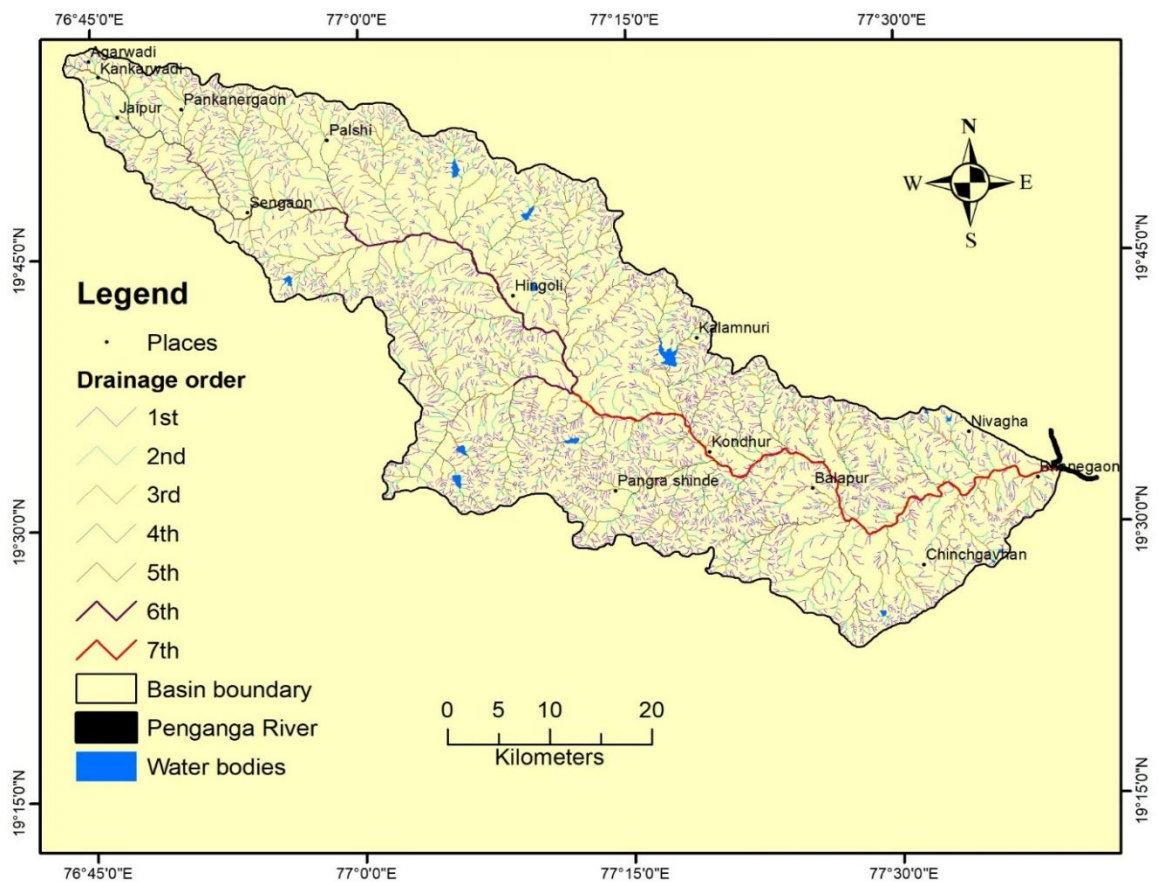 76°45'0"E
77°0'0"E
77°15'0"E
77°30'0"E
Agarwadi
Kankarwadi
Jaipur
Pankanergaon
Palshi
N
W
E
S
Sengaon
19°45'0"N
19°45'0"N
Hingoli
Kalamnuri
Legend
Places
Drainage order
1st
2nd
3rd
4th
5th
6th
7th
Basin boundary
Penganga River
Water bodies
Nivagha
Kondhur
Bhanegaon
Pangra shinde
Balapur
19°30'0"N
19°30'0"N
Chinchgavhan
0 5 10 20
Kilometers
19°15'0"N
19°15'0"N
76°45'0"E
77°0'0"E
77°15'0"E
77°30'0"E